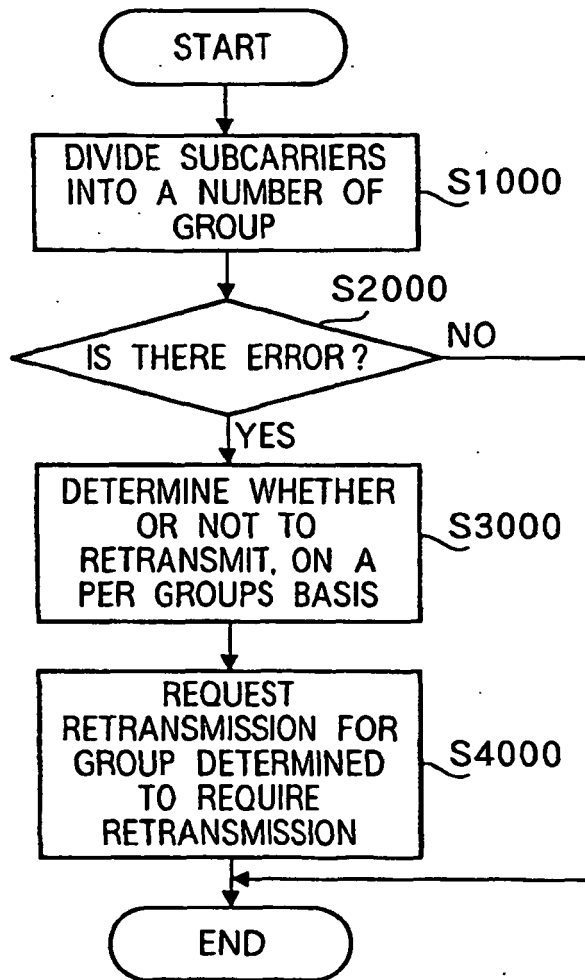 START
DIVIDE SUBCARRIERS
INTO A NUMBER OF
GROUP
S1000
S2000
IS THERE ERROR?
NO
YES
DETERMINE WHETHER
OR NOT TO
RETRANSMIT, ON A
PER GROUPS BASIS
S3000
REQUEST
RETRANSMISSION FOR
GROUP DETERMINED
TO REQUIRE
RETRANSMISSION
S4000
END